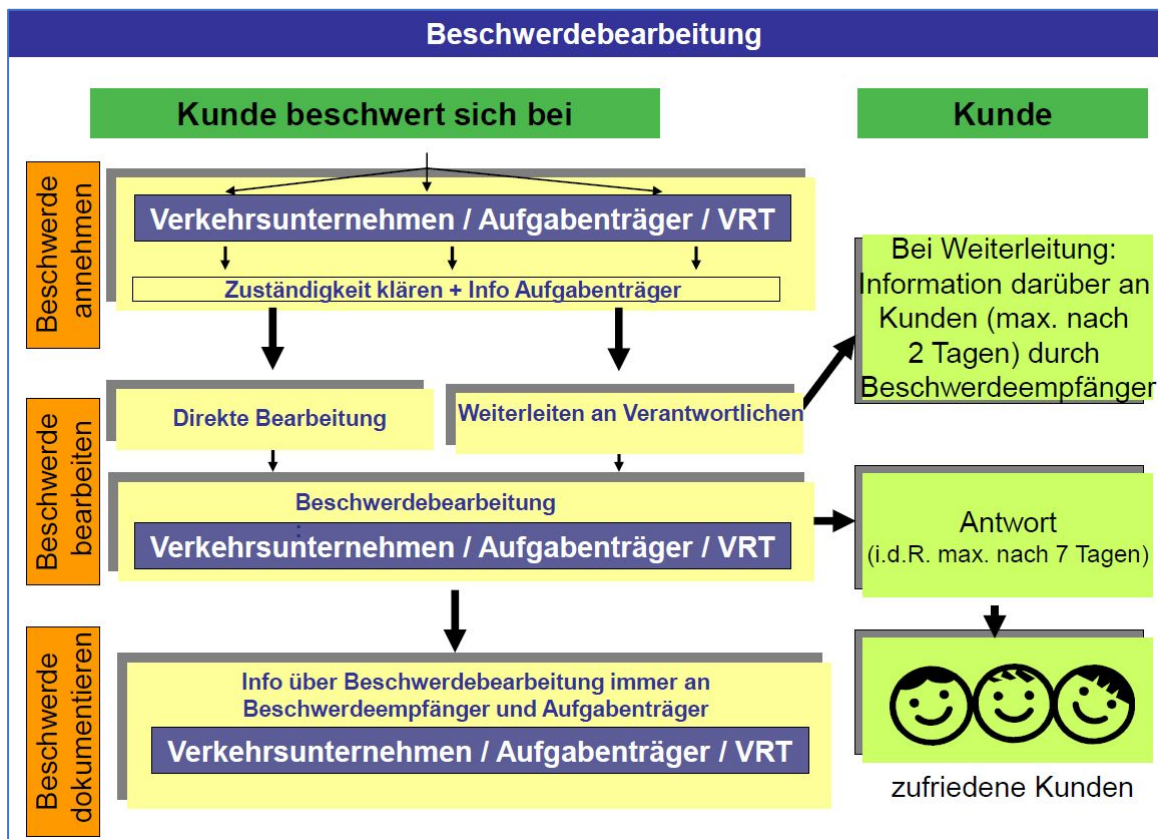 Beschwerdebearbeitung
Kunde beschwert sich bei
Kunde
Beschwerde
annehmen
Verkehrsunternehmen / Aufgabenträger / VRT
Zuständigkeit klären + Info Aufgabenträger
Bei Weiterleitung:
Information darüber an
Kunden (max. nach
2 Tagen) durch
Beschwerdeempfänger
Beschwerde
bearbeiten
Direkte Bearbeitung
Weiterleiten an Verantwortlichen
Beschwerdebearbeitung
:
Verkehrsunternehmen / Aufgabenträger / VRT
Antwort
(i.d.R. max. nach 7 Tagen)
Beschwerde
dokumentieren
Info über Beschwerdebearbeitung immer an
Beschwerdeempfänger und Aufgabenträger
Verkehrsunternehmen / Aufgabenträger / VRT
zufriedene Kunden